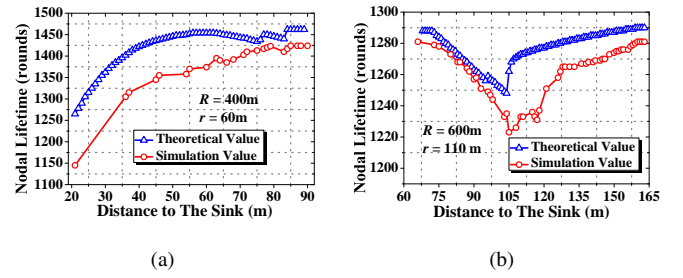 Nodal Lifetime (rounds)
1500
1450
1400
1350
1300
1250
1200
1150
1100
R = 400m
r = 60m
Theoretical Value
Simulation Value
20 30 40 50 60 70 80 90
Distance to The Sink (m)
(a)
Nodal Lifetime (rounds)
1300
1280
1260
1240
1220
R = 600m
r = 110 m
Theoretical Value
Simulation Value
60 75 90 105 120 135 150 165
Distance to The Sink (m)
(b)